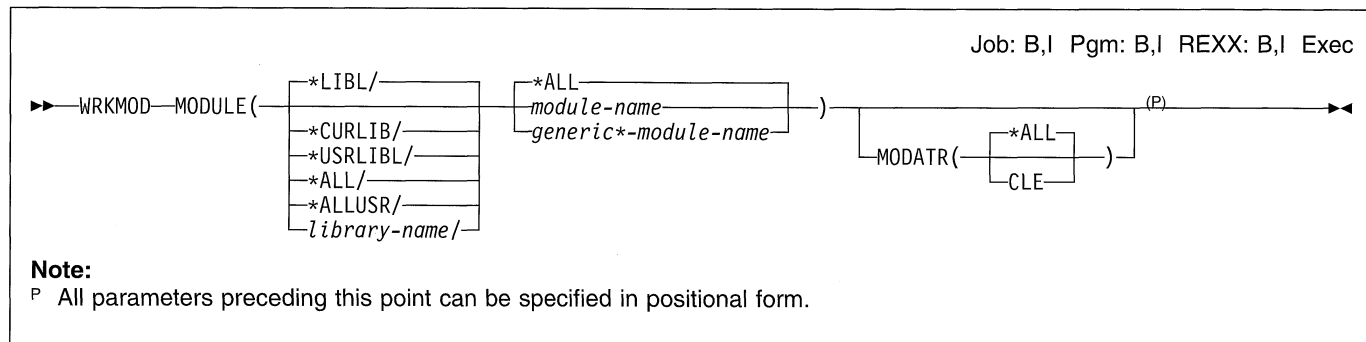 Job: B,I Pgm: B,I REXX: B,I Exec
*LIBL/
*ALL
WRKMOD MODULE( module-name ) (P)
*CURLIB/ generic*-module-name *ALL
*USRLIBL/ MODATR( )
*ALL/ CLE
*ALLUSR/
library-name/
Note:
P All parameters preceding this point can be specified in positional form.